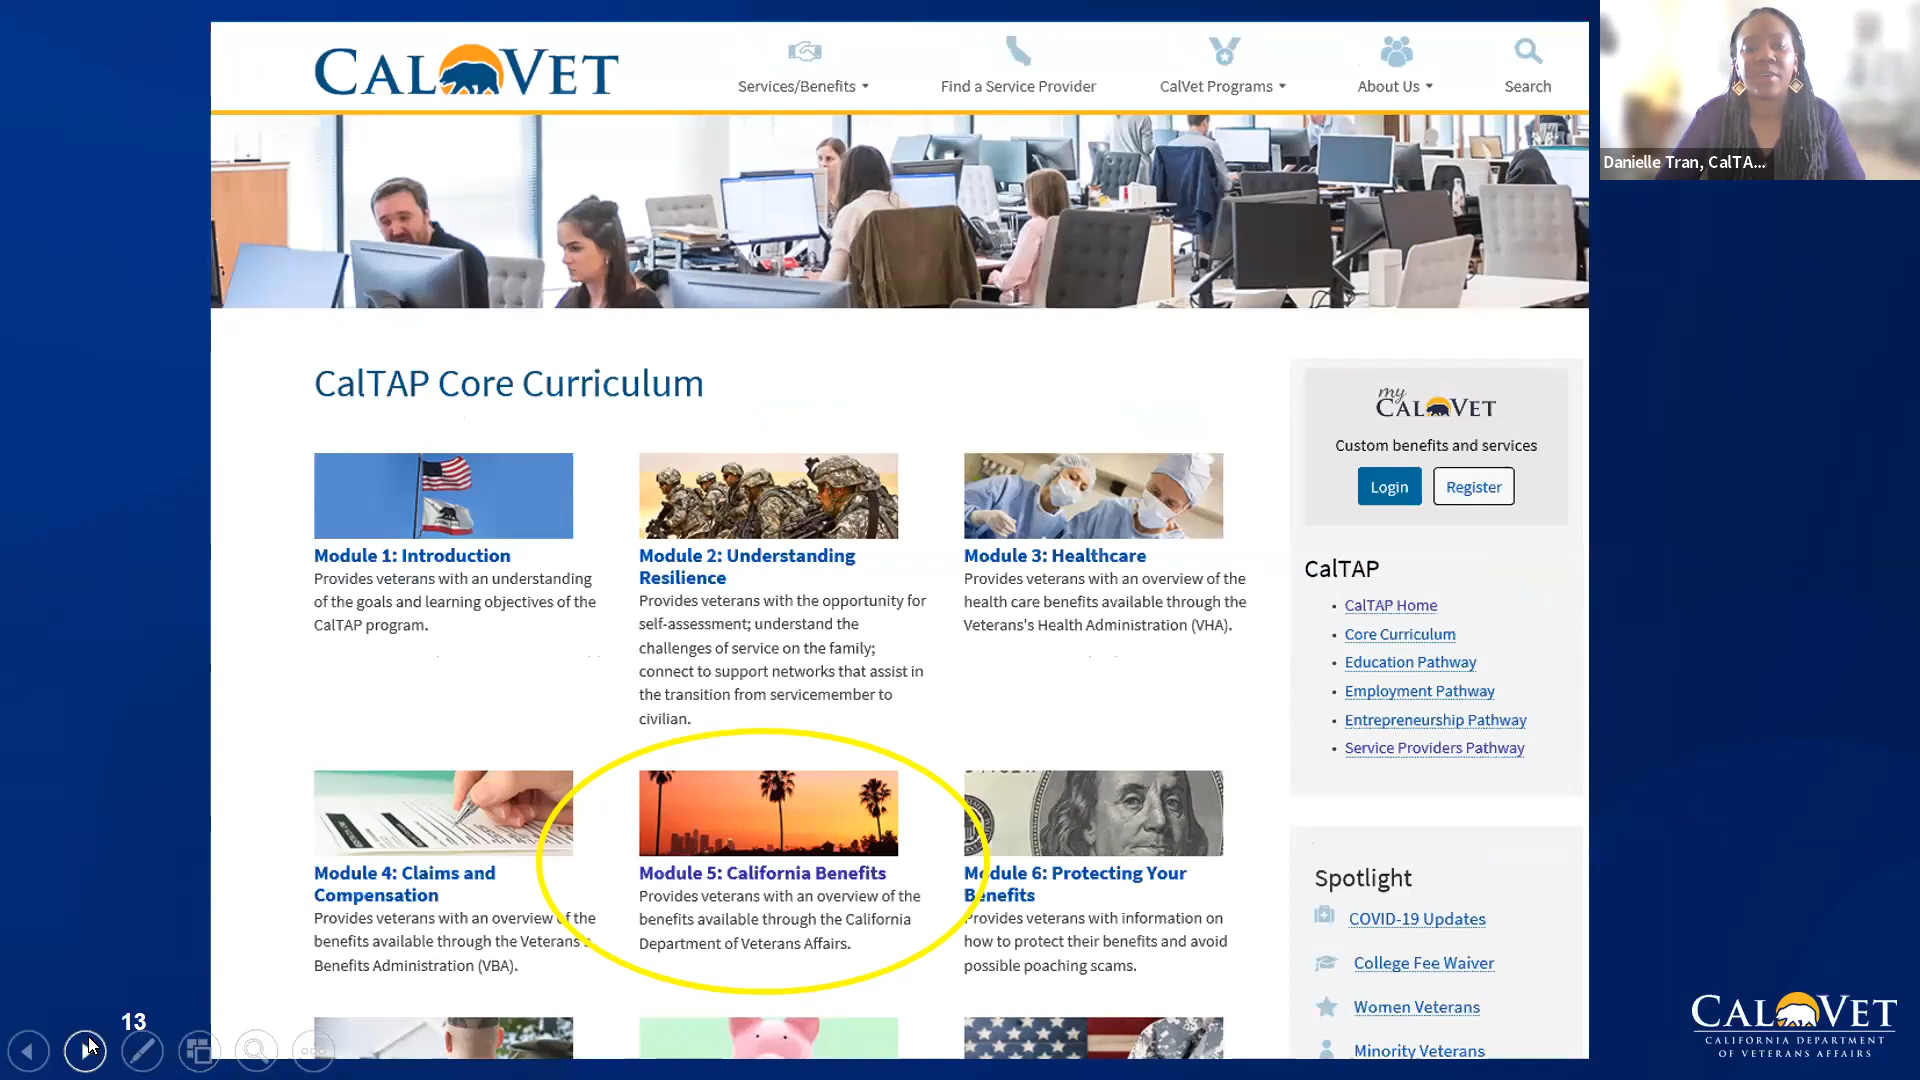 CALVET
Services/Benefits
Find a Service Provider
CalVet Programs
About Us
Search
Danielle Tran, CalTA...
CalTAP Core Curriculum
Module 1: Introduction
Provides veterans with an understanding
of the goals and learning objectives of the
CalTAP program.
Module 2: Understanding
Resilience
Provides veterans with the opportunity for
self-assessment; understand the
challenges of service on the family;
connect to support networks that assist in
the transition from servicemember to
civilian.
Module 3: Healthcare
Provides veterans with an overview of the
health care benefits available through the
Veterans's Health Administration (VHA).
Module 4: Claims and
Compensation
Provides veterans with an overview of the
benefits available through the Veterans's
Benefits Administration (VBA).
Module 5: California Benefits
Provides veterans with an overview of the
benefits available through the California
Department of Veterans Affairs.
Module 6: Protecting Your
Benefits
Provides veterans with information on
how to protect their benefits and avoid
possible poaching scams.
my
CALVET
Custom benefits and services
Login
Register
CalTAP
CalTAP Home
Core Curriculum
Education Pathway
Employment Pathway
Entrepreneurship Pathway
Service Providers Pathway
Spotlight
COVID-19 Updates
College Fee Waiver
Women Veterans
Minority Veterans
13
CALVET
CALIFORNIA DEPARTMENT
OF VETERANS AFFAIRS